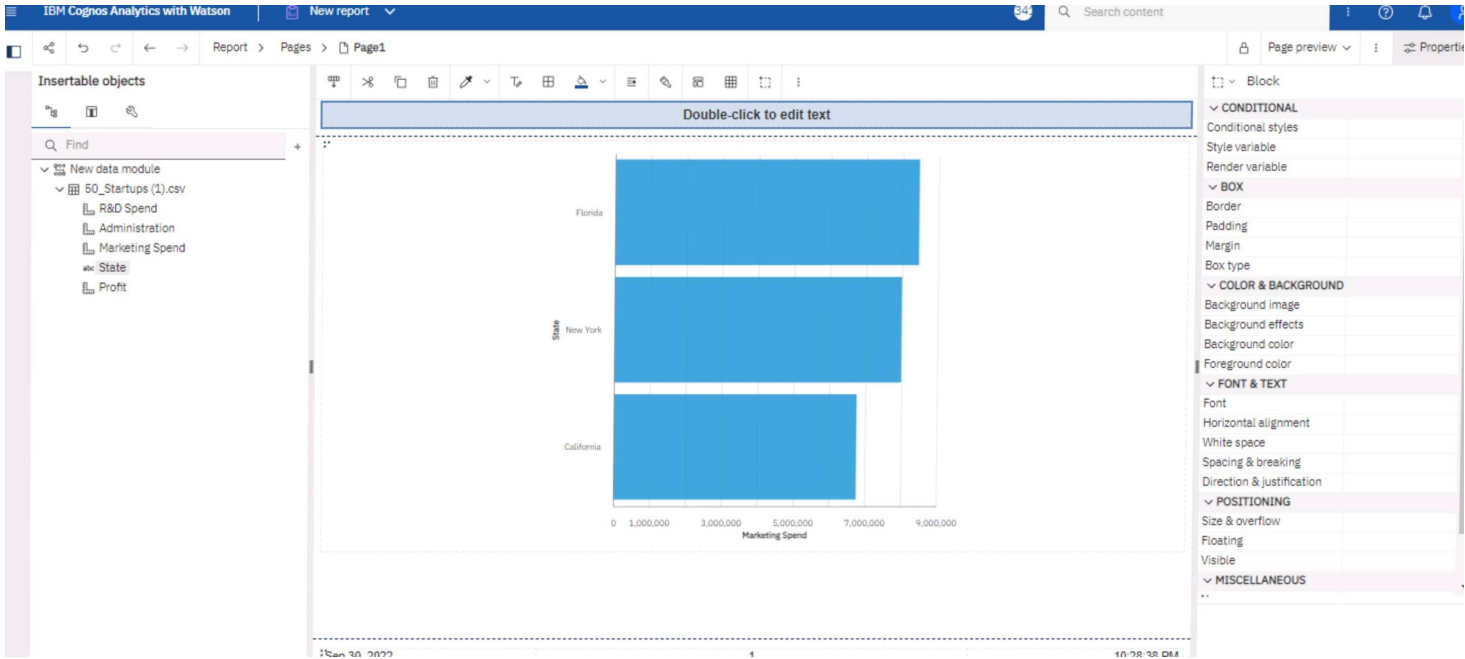 IBM Cognos Analytics with Watson
New report
Search content
Report > Pages > Page1
Page preview
Insertable objects
Find
New data module
50_Startups (1).csv
R&D Spend
Administration
Marketing Spend
abc State
Profit
Double-click to edit text
State
Florida
New York
California
0 1,000,000 3,000,000 5,000,000 7,000,000 9,000,000
Marketing Spend
Sep 30, 2022 1 10:28:38 PM
Block
CONDITIONAL
Conditional styles
Style variable
Render variable
BOX
Border
Padding
Margin
Box type
COLOR & BACKGROUND
Background image
Background effects
Background color
Foreground color
FONT & TEXT
Font
Horizontal alignment
White space
Spacing & breaking
Direction & justification
POSITIONING
Size & overflow
Floating
Visible
MISCELLANEOUS